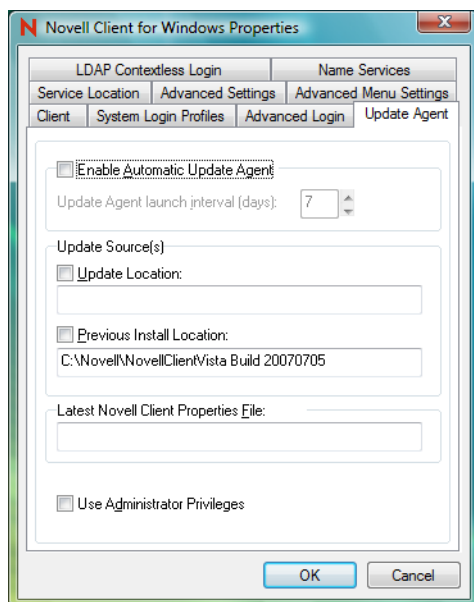 Novell Client for Windows Properties
LDAP Contextless Login Name Services
Service Location Advanced Settings Advanced Menu Settings
Client System Login Profiles Advanced Login Update Agent
Enable Automatic Update Agent
Update Agent launch interval (days): 7
Update Source(s)
Update Location:
Previous Install Location:
C:\Novell\NovellClientVista Build 20070705
Latest Novell Client Properties File:
Use Administrator Privileges
OK Cancel